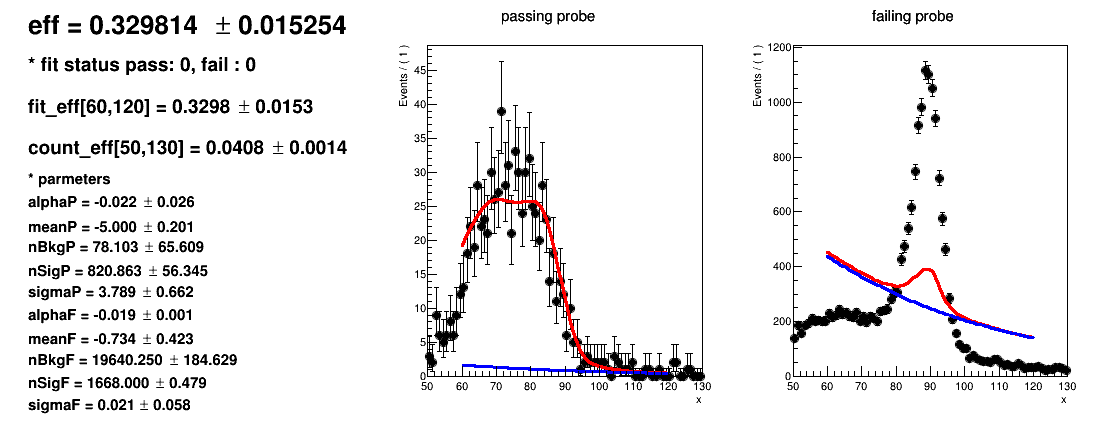 eff = 0.329814 ± 0.015254
* fit status pass: 0, fail : 0
fit_eff[60,120] = 0.3298 ± 0.0153
count_eff[50,130] = 0.0408 ± 0.0014
* parmeters
alphaP = -0.022 ± 0.026
meanP = -5.000 ± 0.201
nBkgP = 78.103 ± 65.609
nSigP = 820.863 ± 56.345
sigmaP = 3.789 ± 0.662
alphaF = -0.019 ± 0.001
meanF = -0.734 ± 0.423
nBkgF = 19640.250 ± 184.629
nSigF = 1668.000 ± 0.479
sigmaF = 0.021 ± 0.058
passing probe
Events / ( 1 )
45
40
35
30
25
20
15
10
5
0
50 60 70 80 90 100 110 120 130
x
failing probe
Events / ( 1 )
1200
1000
800
600
400
200
0
50 60 70 80 90 100 110 120 130
x